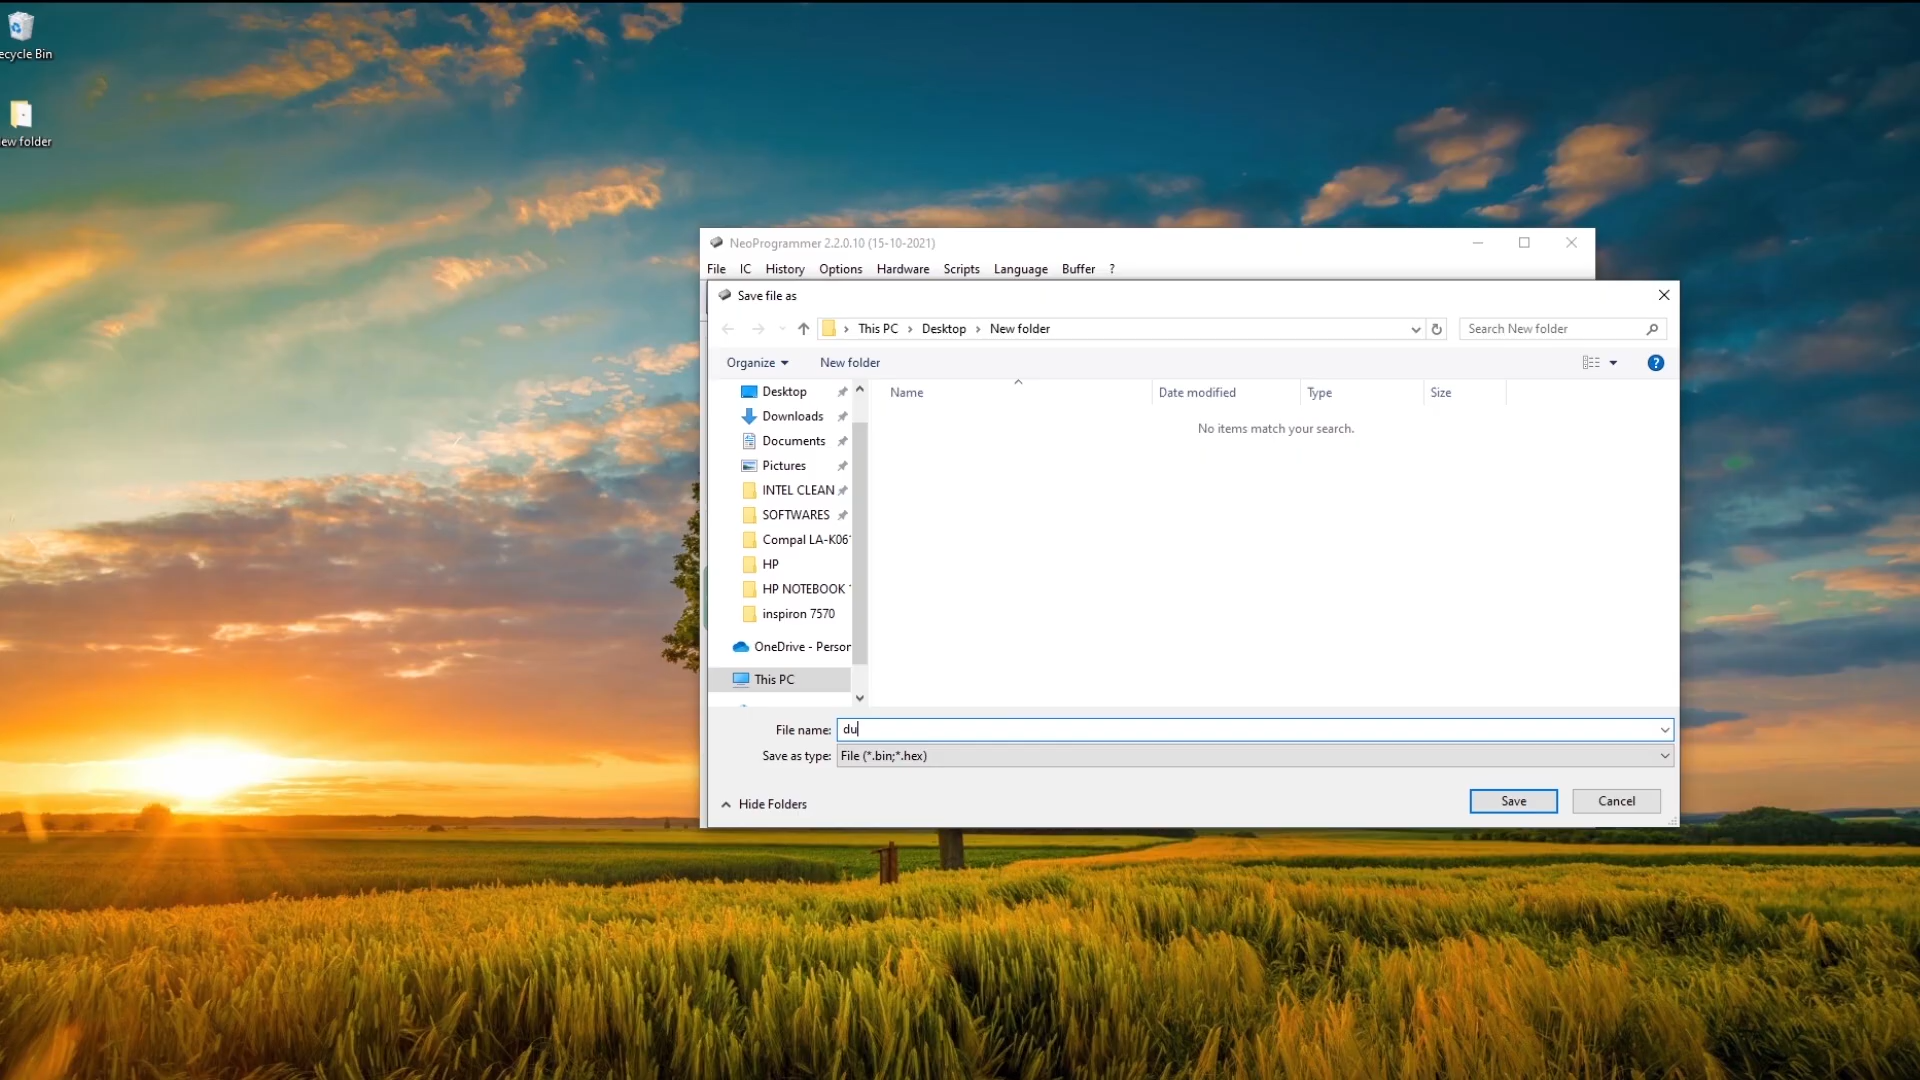 ecycle Bin
ew folder
NeoProgrammer 2.2.0.10 (15-10-2021)
File IC History Options Hardware Scripts Language Buffer ?
Save file as
This PC › Desktop › New folder
Search New folder
Organize New folder
Name Date modified Type Size
No items match your search.
Desktop
Downloads
Documents
Pictures
INTEL CLEAN
SOFTWARES
Compal LA-K06
HP
HP NOTEBOOK
inspiron 7570
OneDrive - Person
This PC
File name: du
Save as type: File (*.bin;*.hex)
Hide Folders
Save Cancel